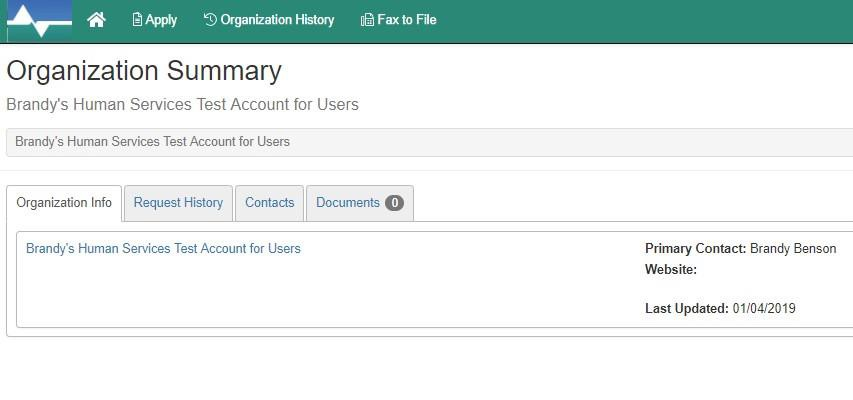 Apply Organization History Fax to File
Organization Summary
Brandy's Human Services Test Account for Users
Brandy's Human Services Test Account for Users
Organization Info Request History Contacts Documents 0
Brandy's Human Services Test Account for Users Primary Contact: Brandy Benson
Website:
Last Updated: 01/04/2019